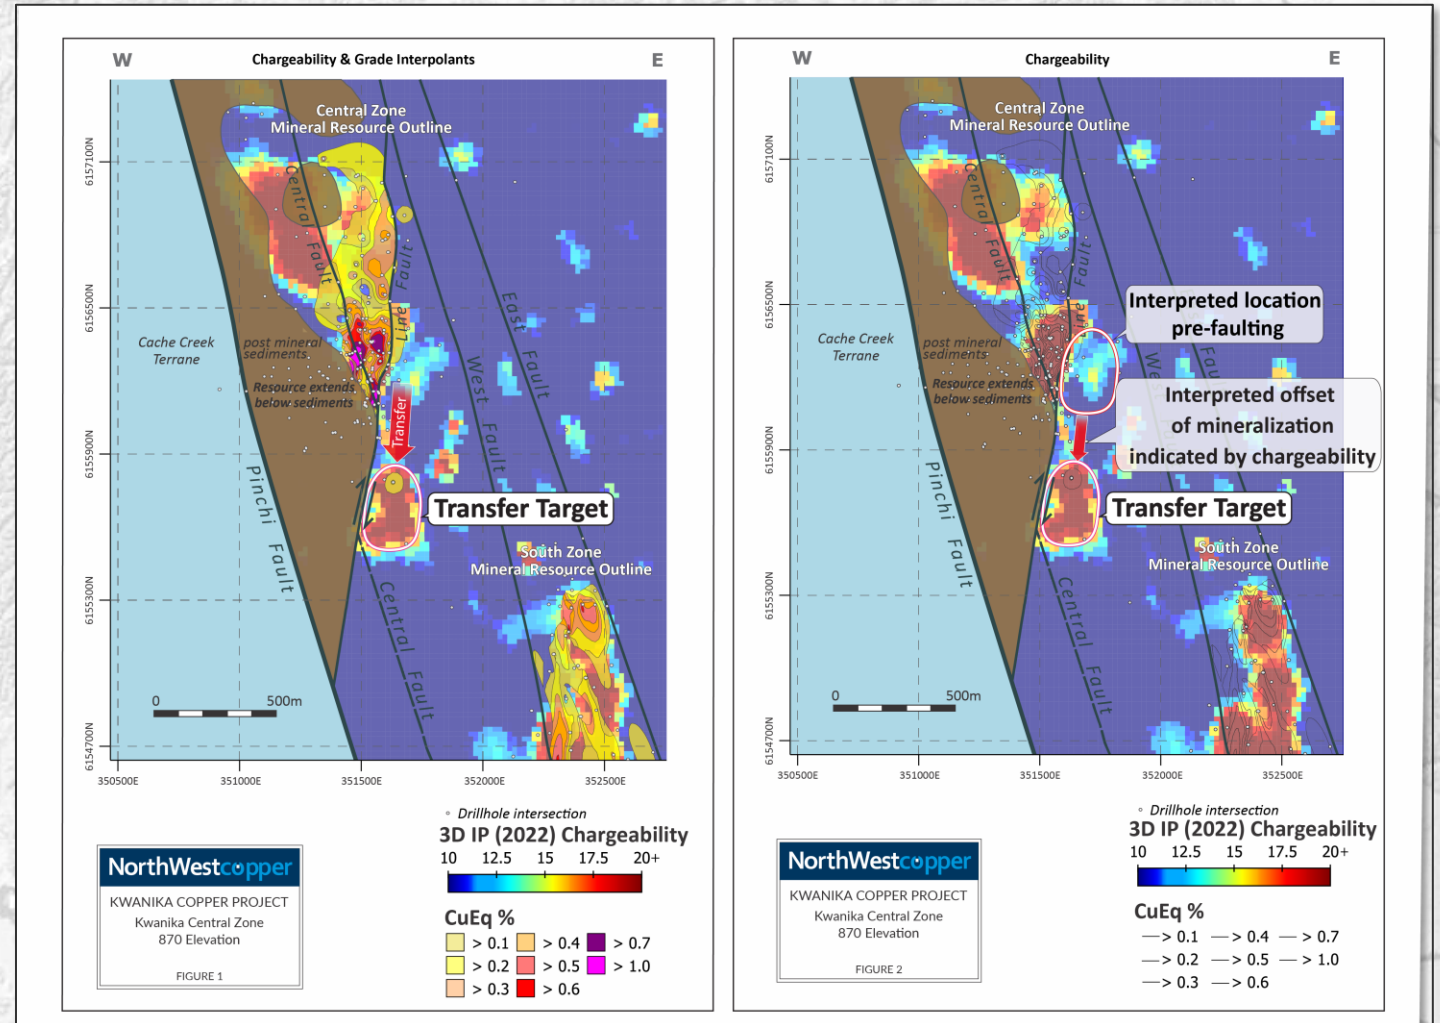 W
Chargeability & Grade Interpolants
E
Central Zone
Mineral Resource Outline
6157100N
6156500N
6155900N
6155300N
6154700N
Central Fault
Line Fault
East Fault
West Fault
Cache Creek
Terrane
post mineral
sediments
Resource extends
below sediments
Transfer
Pinchi Fault
Transfer Target
South Zone
Mineral Resource Outline
Central Fault
0 500m
350500E 351000E 351500E 352000E 352500E
Drillhole intersection
3D IP (2022) Chargeability
10 12.5 15 17.5 20+
NorthWestcopper
KWANIKA COPPER PROJECT
Kwanika Central Zone
870 Elevation
FIGURE 1
CuEq %
> 0.1 > 0.4 > 0.7
> 0.2 > 0.5 > 1.0
> 0.3 > 0.6
W
Chargeability
E
Central Zone
Mineral Resource Outline
6157100N
6156500N
6155900N
6155300N
6154700N
Central Fault
Line Fault
Interpreted location
pre-faulting
West
Cache Creek
Terrane
post mineral
sediments
Resource extends
below sediments
Interpreted offset
of mineralization
indicated by chargeability
Pinchi Fault
Transfer Target
South Zone
Mineral Resource Outline
Central Fault
0 500m
350500E 351000E 351500E 352000E 352500E
Drillhole intersection
3D IP (2022) Chargeability
10 12.5 15 17.5 20+
NorthWestcopper
KWANIKA COPPER PROJECT
Kwanika Central Zone
870 Elevation
FIGURE 2
CuEq %
> 0.1 > 0.4 > 0.7
> 0.2 > 0.5 > 1.0
> 0.3 > 0.6